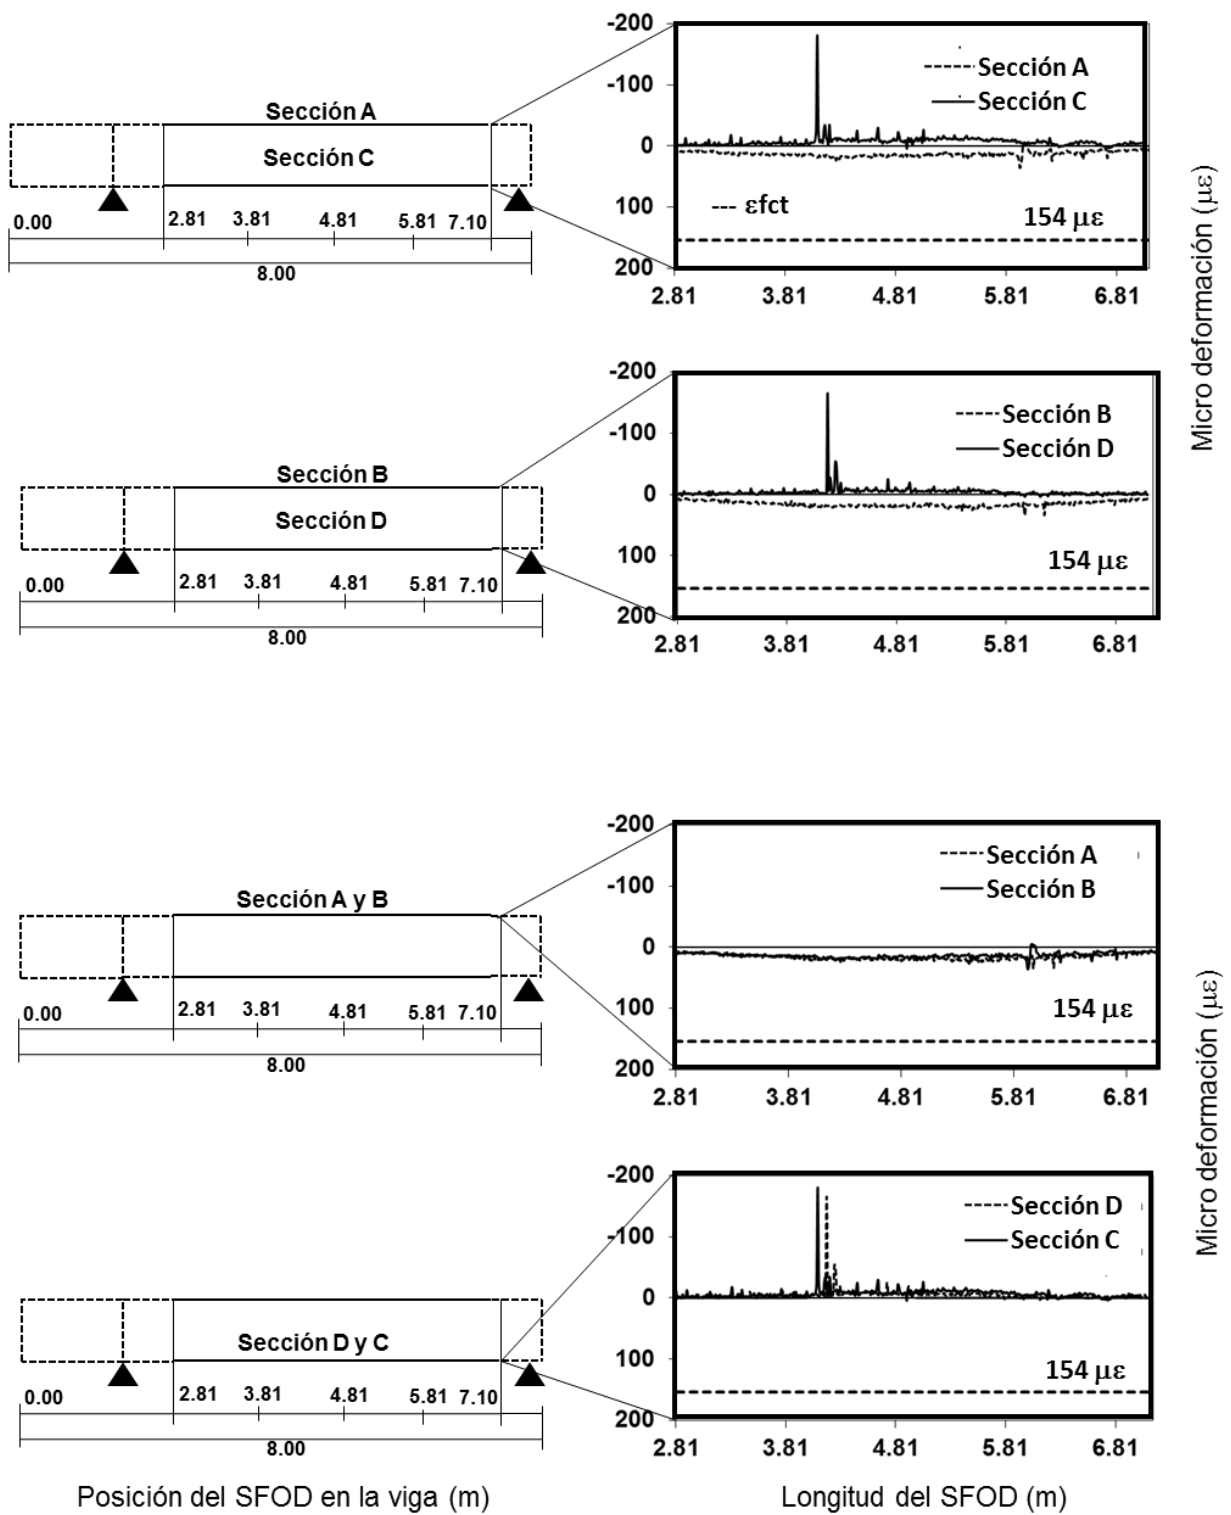 Sección A
Sección C
0.00
2.81 3.81 4.81 5.81 7.10
8.00
-200
-100
0
100
200
Sección A
Sección C
εfct
154 µε
2.81 3.81 4.81 5.81 6.81
Sección B
Sección D
0.00
2.81 3.81 4.81 5.81 7.10
8.00
-200
-100
0
100
200
Sección B
Sección D
154 µε
2.81 3.81 4.81 5.81 6.81
Micro deformación (µε)
Sección A y B
0.00
2.81 3.81 4.81 5.81 7.10
8.00
-200
-100
0
100
200
Sección A
Sección B
154 µε
2.81 3.81 4.81 5.81 6.81
Sección D y C
0.00
2.81 3.81 4.81 5.81 7.10
8.00
-200
-100
0
100
200
Sección D
Sección C
154 µε
2.81 3.81 4.81 5.81 6.81
Micro deformación (µε)
Posición del SFOD en la viga (m)
Longitud del SFOD (m)